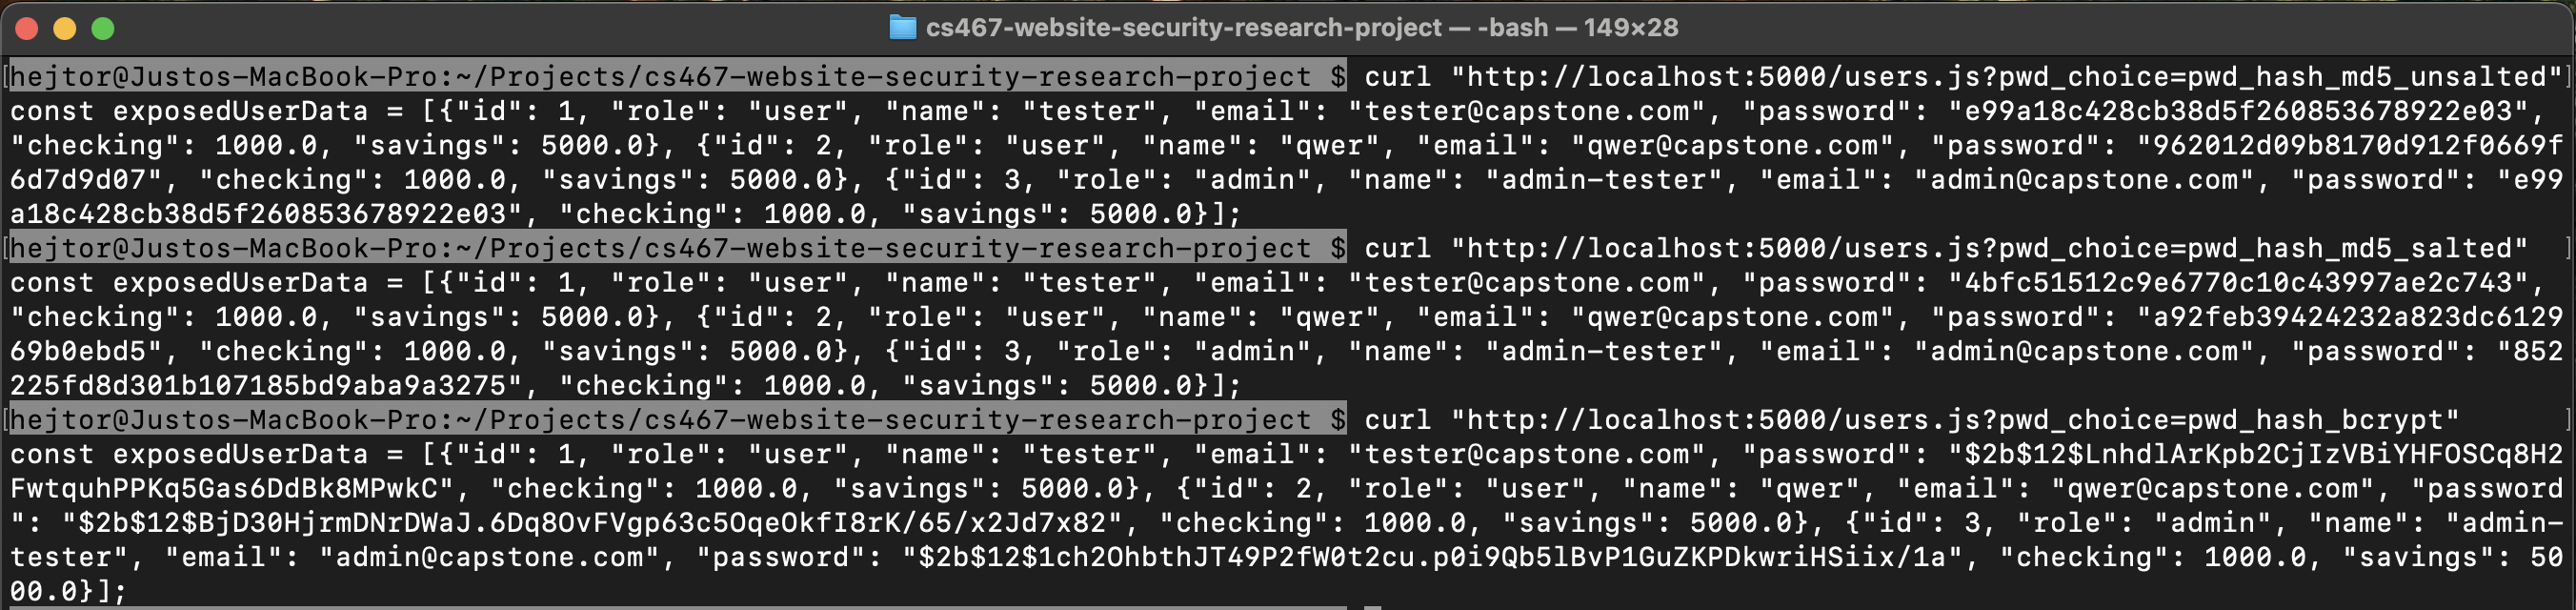 cs467-website-security-research-project — -bash — 149×28
[hejtor@Justos-MacBook-Pro:~/Projects/cs467-website-security-research-project $ curl "http://localhost:5000/users.js?pwd_choice=pwd_hash_md5_unsalted"]
const exposedUserData = [{"id": 1, "role": "user", "name": "tester", "email": "tester@capstone.com", "password": "e99a18c428cb38d5f260853678922e03",
"checking": 1000.0, "savings": 5000.0}, {"id": 2, "role": "user", "name": "qwer", "email": "qwer@capstone.com", "password": "962012d09b8170d912f0669f
6d7d9d07", "checking": 1000.0, "savings": 5000.0}, {"id": 3, "role": "admin", "name": "admin-tester", "email": "admin@capstone.com", "password": "e99
a18c428cb38d5f260853678922e03", "checking": 1000.0, "savings": 5000.0}];
[hejtor@Justos-MacBook-Pro:~/Projects/cs467-website-security-research-project $ curl "http://localhost:5000/users.js?pwd_choice=pwd_hash_md5_salted" ]
const exposedUserData = [{"id": 1, "role": "user", "name": "tester", "email": "tester@capstone.com", "password": "4bfc51512c9e6770c10c43997ae2c743",
"checking": 1000.0, "savings": 5000.0}, {"id": 2, "role": "user", "name": "qwer", "email": "qwer@capstone.com", "password": "a92feb39424232a823dc6129
69b0ebd5", "checking": 1000.0, "savings": 5000.0}, {"id": 3, "role": "admin", "name": "admin-tester", "email": "admin@capstone.com", "password": "852
225fd8d301b107185bd9aba9a3275", "checking": 1000.0, "savings": 5000.0}];
[hejtor@Justos-MacBook-Pro:~/Projects/cs467-website-security-research-project $ curl "http://localhost:5000/users.js?pwd_choice=pwd_hash_bcrypt" ]
const exposedUserData = [{"id": 1, "role": "user", "name": "tester", "email": "tester@capstone.com", "password": "$2b$12$LnhdlArKpb2CjIzVBiYHFOSCq8H2
FwtquhPPKq5Gas6DdBk8MPwkC", "checking": 1000.0, "savings": 5000.0}, {"id": 2, "role": "user", "name": "qwer", "email": "qwer@capstone.com", "password
": "$2b$12$BjD30HjrmDNrDWaJ.6Dq8OvFVgp63c5OqeOkfI8rK/65/x2Jd7x82", "checking": 1000.0, "savings": 5000.0}, {"id": 3, "role": "admin", "name": "admin-
tester", "email": "admin@capstone.com", "password": "$2b$12$1ch2OhbthJT49P2fW0t2cu.p0i9Qb5lBvP1GuZKPDkwriHSiix/1a", "checking": 1000.0, "savings": 50
00.0}];